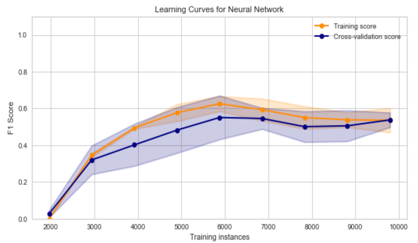 Learning Curves for Neural Network
Training score
Cross-validation score
F1 Score
1.0
0.8
0.6
0.4
0.2
0.0
2000 3000 4000 5000 6000 7000 8000 9000 10000
Training instances